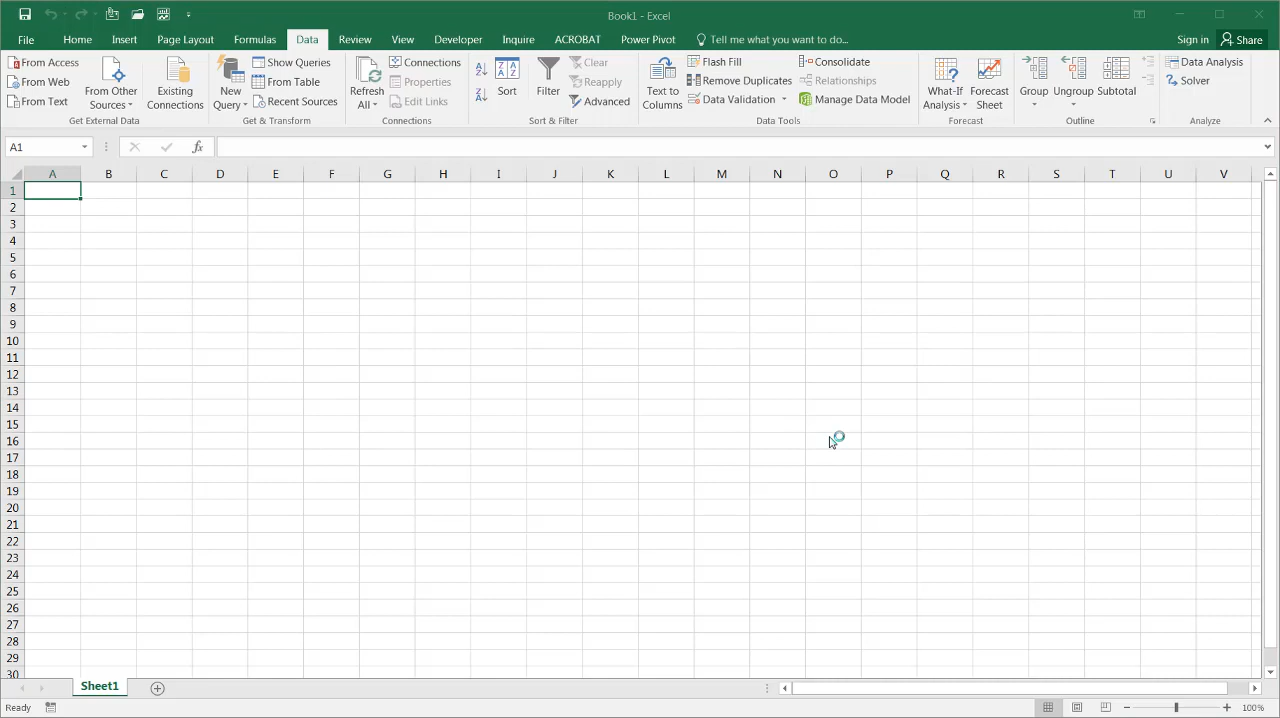 Book1 - Excel
File Home Insert Page Layout Formulas Data Review View Developer Inquire ACROBAT Power Pivot Tell me what you want to do... Sign in Share
From Access
From Web
From Text
From Other
Sources
Existing
Connections
Get External Data
New
Query
Show Queries
From Table
Recent Sources
Get & Transform
Refresh
All
Connections
Properties
Edit Links
Connections
A
Z
Z
A
Z A
A Z
Sort
Filter
Clear
Reapply
Advanced
Sort & Filter
Text to
Columns
Flash Fill
Remove Duplicates
Data Validation
Consolidate
Relationships
Manage Data Model
Data Tools
What-If
Analysis
Forecast
Sheet
Forecast
Group
Ungroup
Subtotal
Outline
Data Analysis
Solver
Analyze
A1
fx
A B C D E F G H I J K L M N O P Q R S T U V
1
2
3
4
5
6
7
8
9
10
11
12
13
14
15
16
17
18
19
20
21
22
23
24
25
26
27
28
29
30
Sheet1
Ready
100%